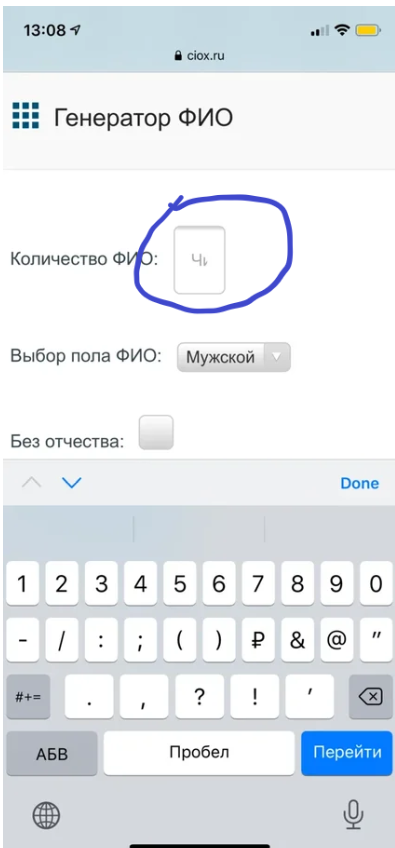 13:08
ciox.ru
Генератор ФИО
Количество ФИО:
Выбор пола ФИО: Мужской
Без отчества:
Done
1 2 3 4 5 6 7 8 9 0
- / : ; ( ) ₽ & @ "
#+= . , ? ! '
АБВ Пробел Перейти